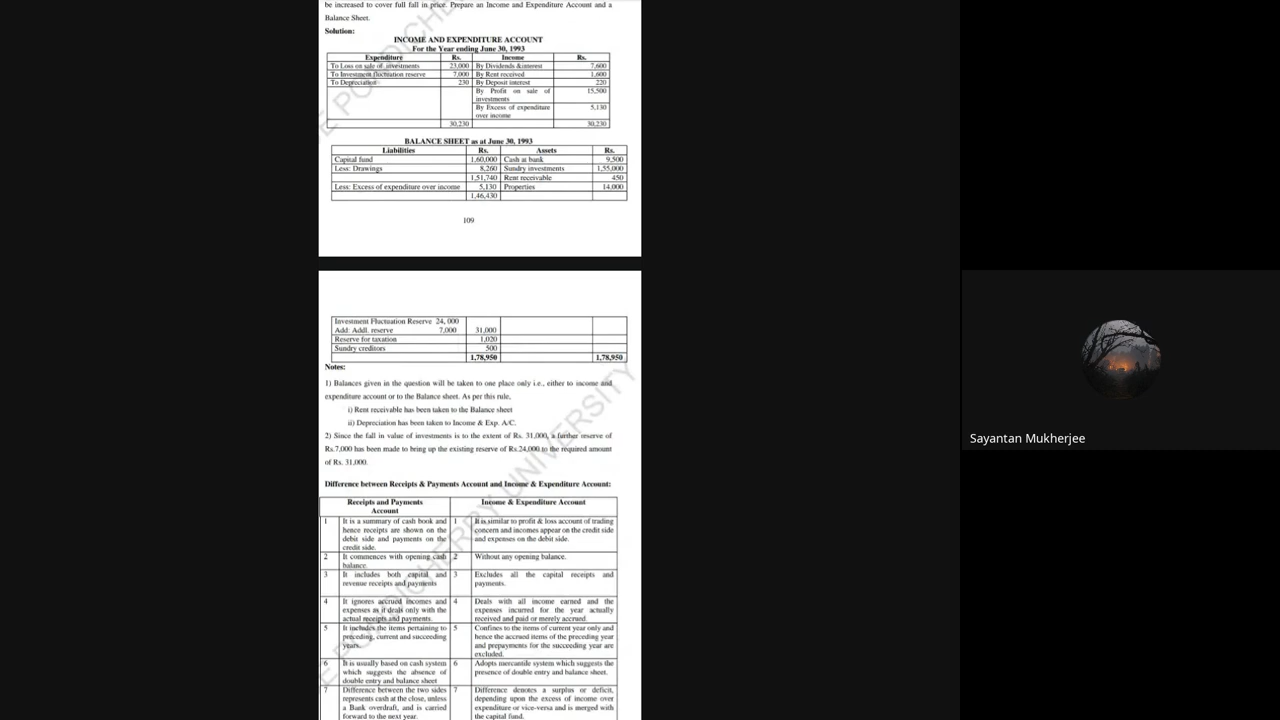 be increased to cover full fall in price. Prepare an Income and Expenditure Account and a
Balance Sheet.
Solution:
INCOME AND EXPENDITURE ACCOUNT
For the Year ending June 30, 1993
Expenditure Rs. Income Rs.
To Loss on sale of investments 23,000 By Dividends &interest 7,600
To Investment fluctuation reserve 7,000 By Rent received 1,600
To Depreciation 230 By Deposit interest 220
By Profit on sale of investments 15,500
By Excess of expenditure over income 5,130
30,230 30,230
BALANCE SHEET as at June 30, 1993
Liabilities Rs. Assets Rs.
Capital fund 1,60,000 Cash at bank 9,500
Less: Drawings 8,260 Sundry investments 1,55,000
1,51,740 Rent receivable 450
Less: Excess of expenditure over income 5,130 Properties 14,000
1,46,430
109
Investment Fluctuation Reserve 24, 000
Add: Addl. reserve 7,000 31,000
Reserve for taxation 1,020
Sundry creditors 500
1,78,950 1,78,950
Notes:
1) Balances given in the question will be taken to one place only i.e., either to income and
expenditure account or to the Balance sheet. As per this rule,
i) Rent receivable has been taken to the Balance sheet
ii) Depreciation has been taken to Income & Exp. A/C.
2) Since the fall in value of investments is to the extent of Rs. 31,000, a further reserve of
Rs.7,000 has been made to bring up the existing reserve of Rs.24,000 to the required amount
of Rs. 31,000.
Difference between Receipts & Payments Account and Income & Expenditure Account:
Receipts and Payments Account Income & Expenditure Account
1 It is a summary of cash book and hence receipts are shown on the debit side and payments on the credit side. 1 It is similar to profit & loss account of trading concern and incomes appear on the credit side and expenses on the debit side.
2 It commences with opening cash balance. 2 Without any opening balance.
3 It includes both capital and revenue receipts and payments 3 Excludes all the capital receipts and payments.
4 It ignores accrued incomes and expenses as it deals only with the actual receipts and payments. 4 Deals with all income earned and the expenses incurred for the year actually received and paid or merely accrued.
5 It includes the items pertaining to preceding, current and succeeding years. 5 Confines to the items of current year only and hence the accrued items of the preceding year and prepayments for the succeeding year are excluded.
6 It is usually based on cash system which suggests the absence of double entry and balance sheet 6 Adopts mercantile system which suggests the presence of double entry and balance sheet.
7 Difference between the two sides represents cash at the close, unless a Bank overdraft, and is carried forward to the next year. 7 Difference denotes a surplus or deficit, depending upon the excess of income over expenditure or vice-versa and is merged with the capital fund.
Sayantan Mukherjee